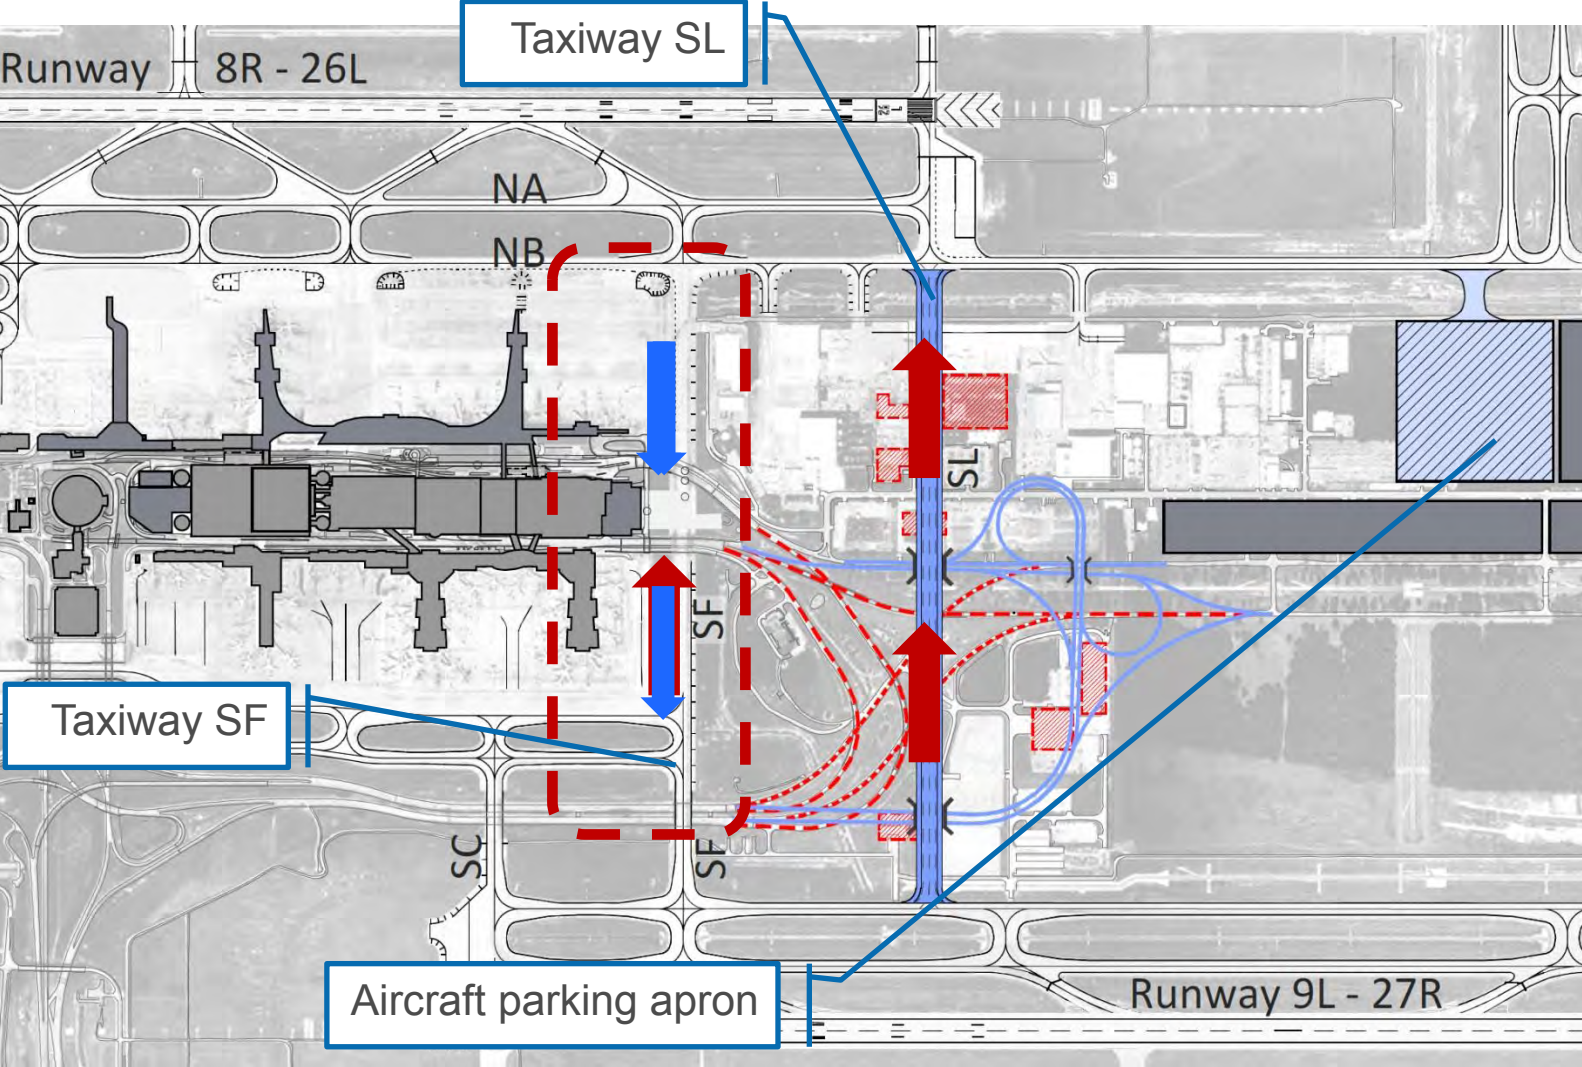 Taxiway SL
Runway 8R - 26L
NA
NB
SL
SF
Taxiway SF
SC
SF
Aircraft parking apron
Runway 9L - 27R